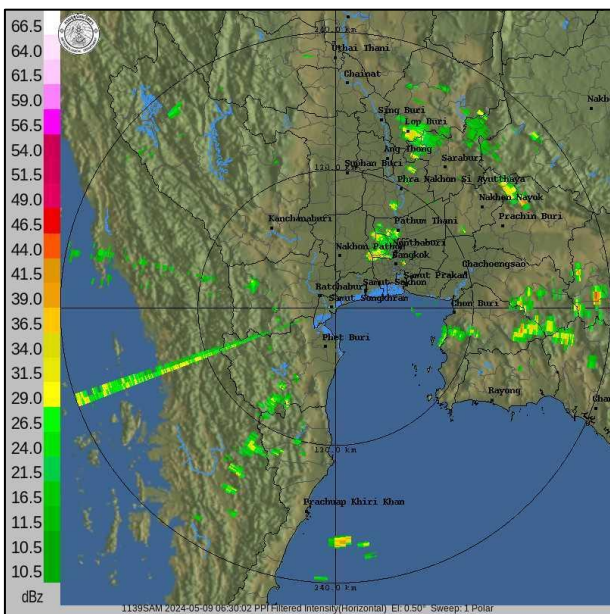 66.5
64.0
61.5
59.0
56.5
54.0
51.5
49.0
46.5
44.0
41.5
39.0
36.5
34.0
31.5
29.0
26.5
24.0
21.5
16.5
15.5
13.0
10.5
10.5
dBz
Uthai Thani
Chainat
Sing Buri
Lop Buri
Nakh
Ang Thong
120.0 km
Suphan Buri
Saraburi
Phra Nakhon Si Ayutthaya
Nakhon Nayok
Kanchanaburi
Pathum Thani
Prachin Buri
Nonthaburi
Nakhon Pathom
Bangkok
Chachoengsao
Samut Prakan
Samut Sakhon
Ratchaburi
Samut Songkhram
Chon Buri
Phet Buri
Rayong
Chan
120.0 km
Prachuap Khiri Khan
240.0 km
1139SAM 2024-05-09 06:30:02 PPI Filtered Intensity(Horizontal) El: 0.50° Sweep: 1 Polar